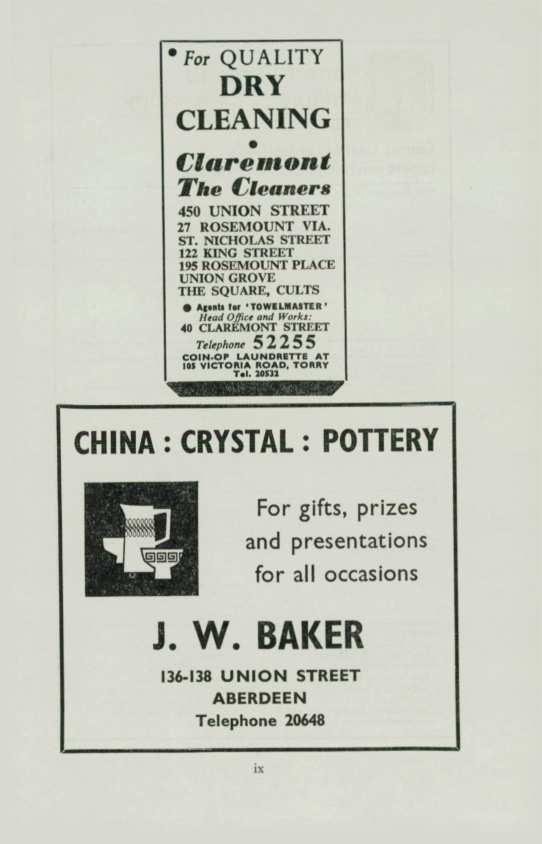 • For QUALITY
DRY
CLEANING
•
Claremont
The Cleaners
450 UNION STREET
27 ROSEMOUNT VIA.
ST. NICHOLAS STREET
122 KING STREET
195 ROSEMOUNT PLACE
UNION GROVE
THE SQUARE, CULTS
● Agents for 'TOWELMASTER'
Head Office and Works:
40 CLAREMONT STREET
Telephone 52255
COIN-OP LAUNDRETTE AT
105 VICTORIA ROAD, TORRY
Tel. 20532
CHINA : CRYSTAL : POTTERY
For gifts, prizes
and presentations
for all occasions
J. W. BAKER
136-138 UNION STREET
ABERDEEN
Telephone 20648
ix